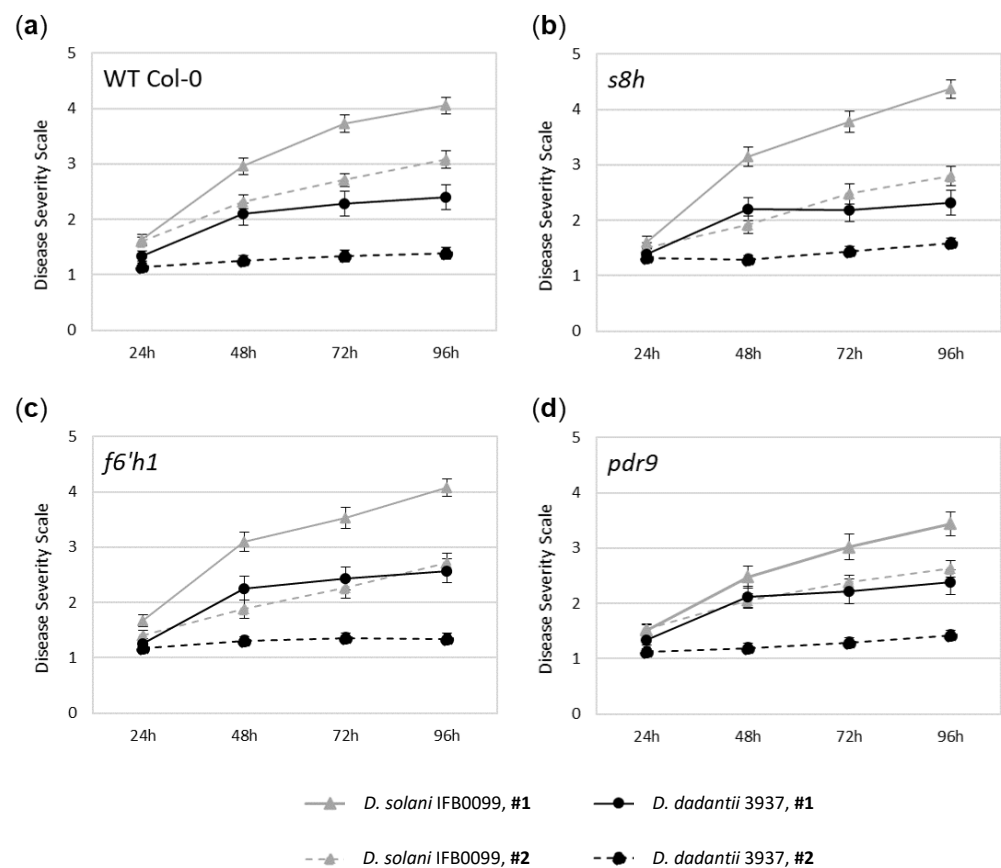 (a)
WT Col-0
Disease Severity Scale
5
4
3
2
1
0
24h 48h 72h 96h
(b)
s8h
Disease Severity Scale
5
4
3
2
1
0
24h 48h 72h 96h
(c)
f6'h1
Disease Severity Scale
5
4
3
2
1
0
24h 48h 72h 96h
(d)
pdr9
Disease Severity Scale
5
4
3
2
1
0
24h 48h 72h 96h
D. solani IFB0099, #1 D. dadantii 3937, #1
D. solani IFB0099, #2 D. dadantii 3937, #2